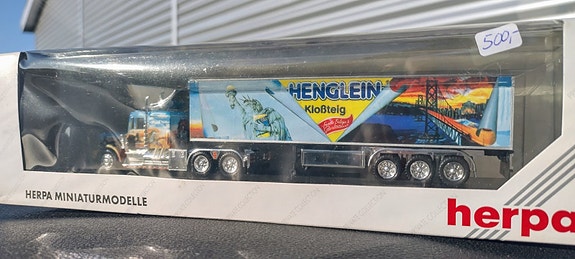 500,-
HENGLEIN
Kloßteig
HERPA MINIATURMODELLE
herpa